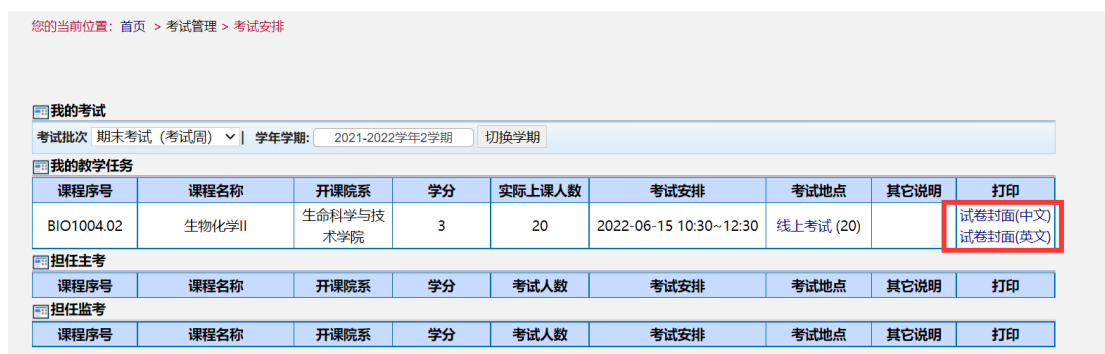 您的当前位置：首页 > 考试管理 > 考试安排
我的考试
考试批次 期末考试（考试周） | 学年学期: 2021-2022学年2学期 切换学期
我的教学任务
课程序号 课程名称 开课院系 学分 实际上课人数 考试安排 考试地点 其它说明 打印
BIO1004.02 生物化学II 生命科学与技术学院 3 20 2022-06-15 10:30~12:30 线上考试 (20) 试卷封面(中文)
试卷封面(英文)
担任主考
课程序号 课程名称 开课院系 学分 考试人数 考试安排 考试地点 其它说明 打印
担任监考
课程序号 课程名称 开课院系 学分 考试人数 考试安排 考试地点 其它说明 打印